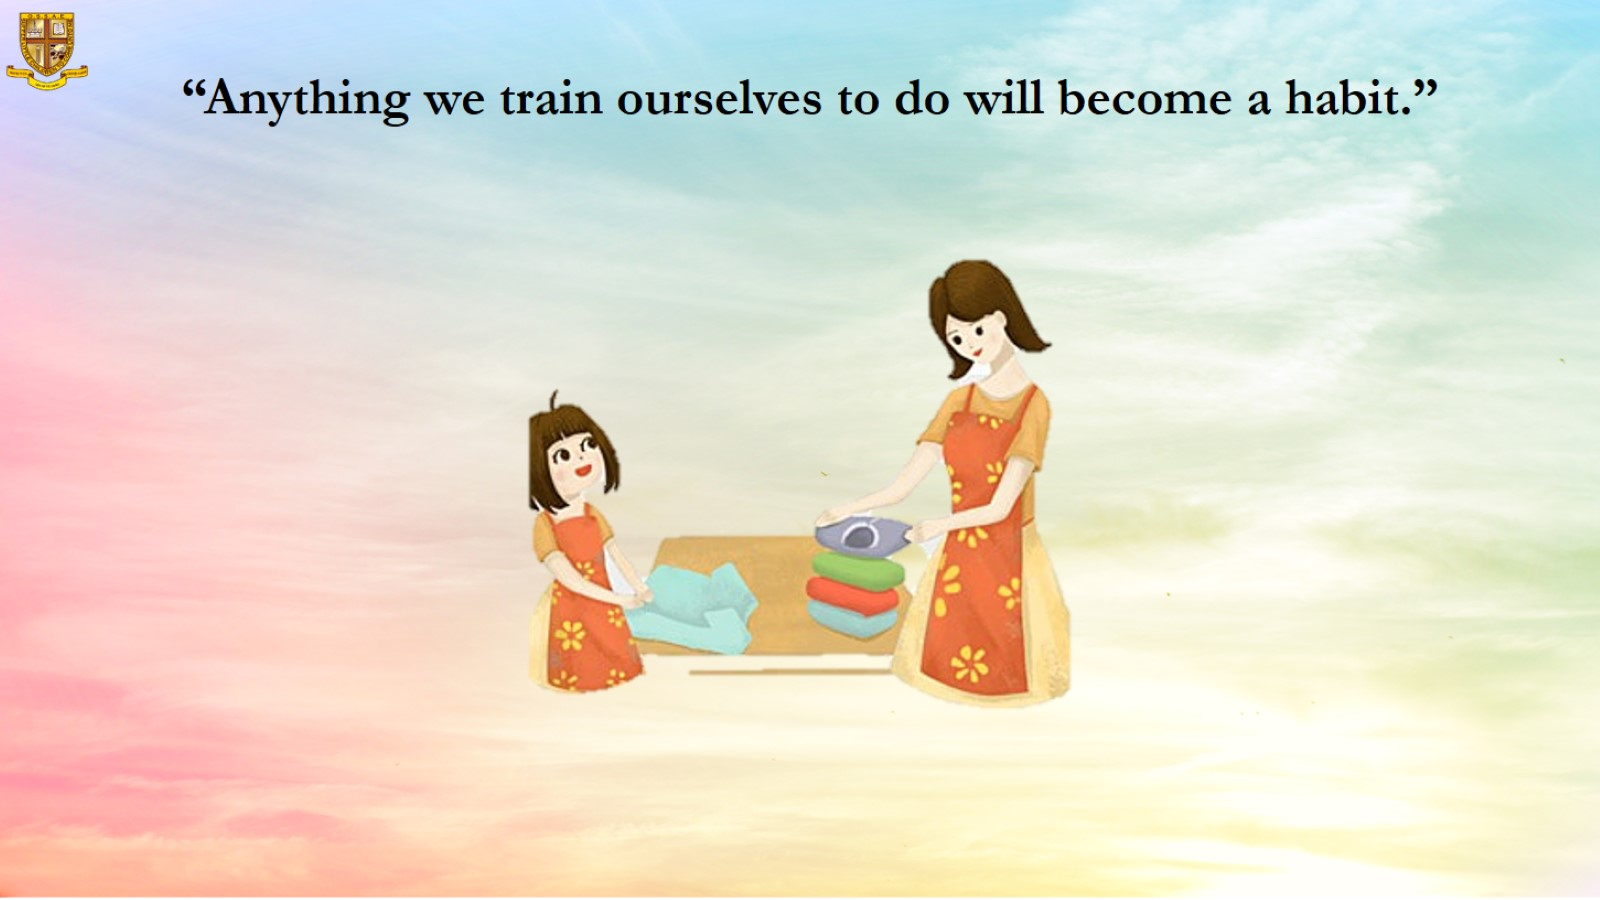 “Anything we train ourselves to do will become a habit.”